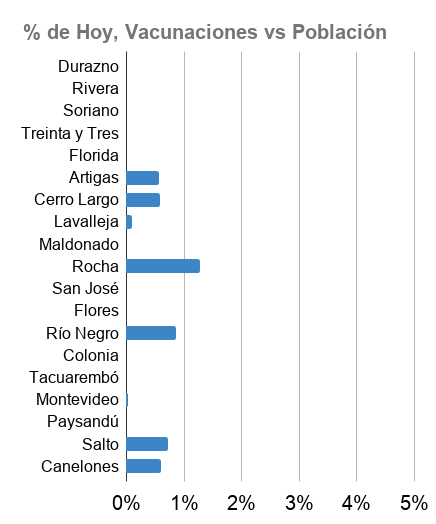 % de Hoy, Vacunaciones vs Población
Durazno
Rivera
Soriano
Treinta y Tres
Florida
Artigas
Cerro Largo
Lavalleja
Maldonado
Rocha
San José
Flores
Río Negro
Colonia
Tacuarembó
Montevideo
Paysandú
Salto
Canelones
0% 1% 2% 3% 4% 5%